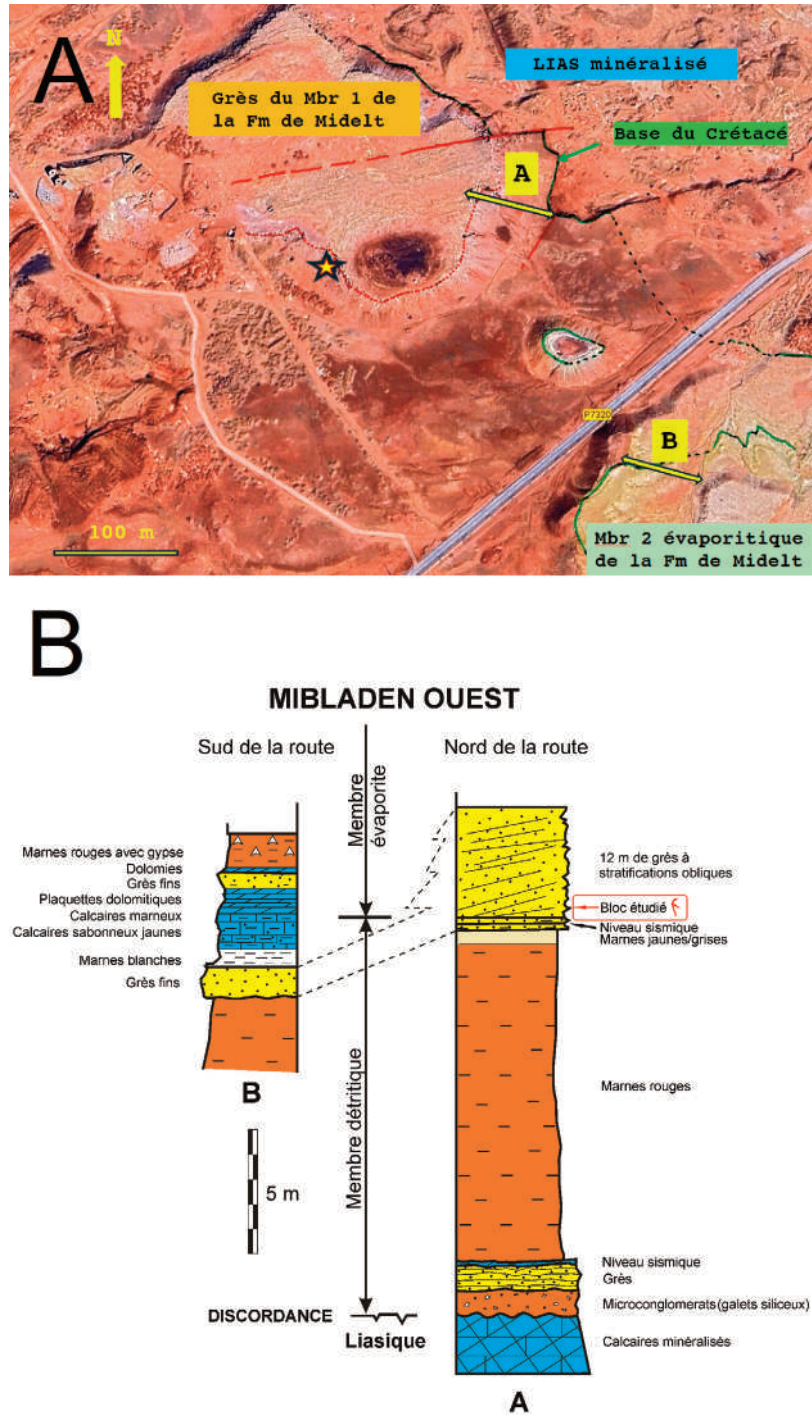 A
N
LIAS minéralisé
Grès du Mbr 1 de
la Fm de Midelt
Base du Crétacé
A
P7320
B
100 m
Mbr 2 évaporitique
de la Fm de Midelt
B
MIBLADEN OUEST
Sud de la route
Nord de la route
Membre
évaporite
Marnes rouges avec gypse
Dolomies
Grès fins
Plaquettes dolomitiques
Calcaires marneux
Calcaires sabonneux jaunes
Marnes blanches
Grès fins
B
5 m
12 m de grès à
stratifications obliques
Bloc étudié
Niveau sismique
Marnes jaunes/grises
Membre détritique
Marnes rouges
Niveau sismique
Grès
Microconglomerats (galets siliceux)
DISCORDANCE
Liasique
Calcaires minéralisés
A